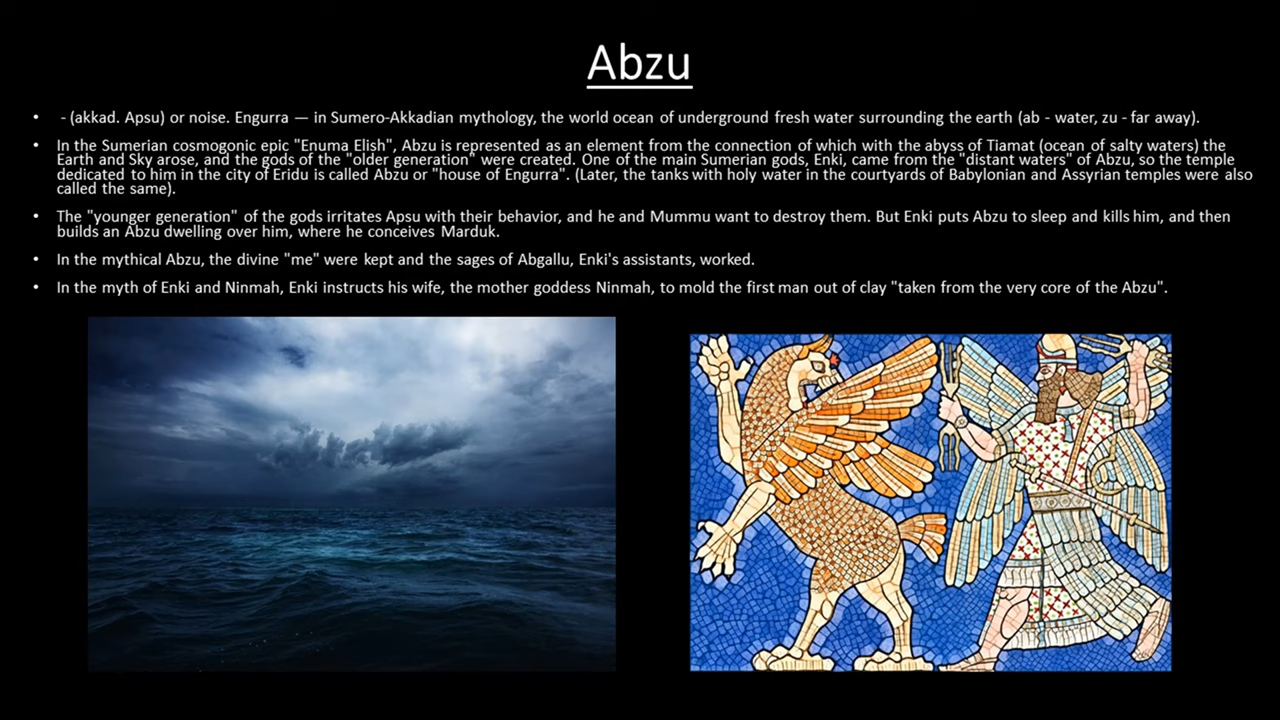 Abzu
• - (akkad. Apsu) or noise. Engurra — in Sumero-Akkadian mythology, the world ocean of underground fresh water surrounding the earth (ab - water, zu - far away).
• In the Sumerian cosmogonic epic "Enuma Elish", Abzu is represented as an element from the connection of which with the abyss of Tiamat (ocean of salty waters) the
Earth and Sky arose, and the gods of the "older generation" were created. One of the main Sumerian gods, Enki, came from the "distant waters" of Abzu, so the temple
dedicated to him in the city of Eridu is called Abzu or "house of Engurra". (Later, the tanks with holy water in the courtyards of Babylonian and Assyrian temples were also
called the same).
• The "younger generation" of the gods irritates Apsu with their behavior, and he and Mummu want to destroy them. But Enki puts Abzu to sleep and kills him, and then
builds an Abzu dwelling over him, where he conceives Marduk.
• In the mythical Abzu, the divine "me" were kept and the sages of Abgallu, Enki's assistants, worked.
• In the myth of Enki and Ninmah, Enki instructs his wife, the mother goddess Ninmah, to mold the first man out of clay "taken from the very core of the Abzu".